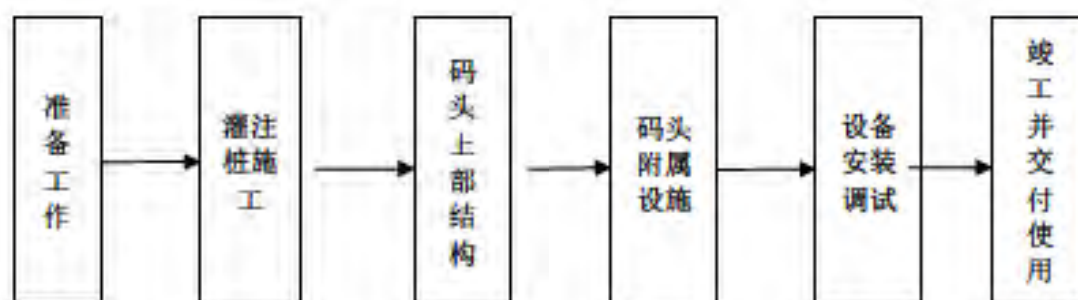 准备工作
灌注
桩施
工
码头上部结构
码头
附属
设施
设备
安装
调试
竣工并交付使用